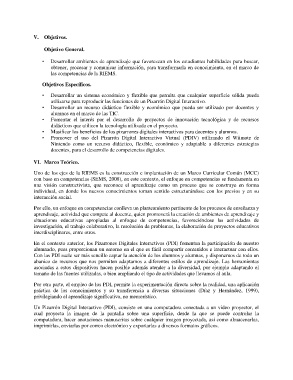 V. Objetivos.
Objetivo General.
- Desarrollar ambientes de aprendizaje que favorezcan en los estudiantes habilidades para buscar,
obtener, procesar y comunicar información, para transformarla en conocimiento, en el marco de
las competencias de la RIEMS.
Objetivos Específicos.
- Desarrollar un sistema económico y flexible que permita que cualquier superficie sólida pueda
utilizarse para reproducir las funciones de un Pizarrón Digital Interactivo.
- Desarrollar un recurso didáctico flexible y económico que pueda ser utilizado por docentes y
alumnos en el marco de las TIC.
- Fomentar el interés por el desarrollo de proyectos de innovación tecnológica y de recursos
didácticos que utilicen la tecnología utilizada en el proyecto.
- Masificar los beneficios de los pizarrones digitales interactivos para docentes y alumnos.
- Promover el uso del Pizarrón Digital Interactivo Virtual (PDIV) utilizando el Wiimote de
Nintendo como un recurso didáctico, flexible, económico y adaptable a diferentes estrategias
docentes, para el desarrollo de competencias digitales.
VI. Marco Teórico.
Uno de los ejes de la RIEMS es la construcción e implementación de un Marco Curricular Común (MCC)
con base en competencias (SEMS, 2008), en este contexto, el enfoque en competencias se fundamenta en
una visión constructivista, que reconoce al aprendizaje como un proceso que se construye en forma
individual, en donde los nuevos conocimientos toman sentido estructurándose con los previos y en su
interacción social.
Por ello, un enfoque en competencias conlleva un planteamiento pertinente de los procesos de enseñanza y
aprendizaje, actividad que compete al docente, quien promoverá la creación de ambientes de aprendizaje y
situaciones educativas apropiadas al enfoque de competencias, favoreciendo las actividades de
investigación, el trabajo colaborativo, la resolución de problemas, la elaboración de proyectos educativos
interdisciplinares, entre otros.
En el contexto anterior, los Pizarrones Digitales Interactivos (PDI) fomentan la participación de nuestro
alumnado, pues proporcionan un entorno en el que es fácil compartir contenidos e interactuar con ellos.
Con las PDI suele ser más sencillo captar la atención de los alumnos y alumnas, y disponemos de todo un
abanico de recursos que nos permiten adaptarnos a diferentes estilos de aprendizaje. Las herramientas
asociadas a estos dispositivos hacen posible además atender a la diversidad, por ejemplo adaptando el
tamaño de las fuentes utilizadas, o bien ampliando el tipo de actividades que llevamos al aula.
Por otra parte, el empleo de los PDI, permite la experimentación directa sobre la realidad, una aplicación
práctica de los conocimientos y su transferencia a diversas situaciones (Díaz y Hernández, 1999),
privilegiando el aprendizaje significativo, no memorístico.
Un Pizarrón Digital Interactivo (PDI), consiste en una computadora conectada a un video proyector, el
cual proyecta la imagen de la pantalla sobre una superficie, desde la que se puede controlar la
computadora, hacer anotaciones manuscritas sobre cualquier imagen proyectada, así como almacenarlas,
imprimirlas, enviarlas por correo electrónico y exportarlas a diversos formatos gráficos.